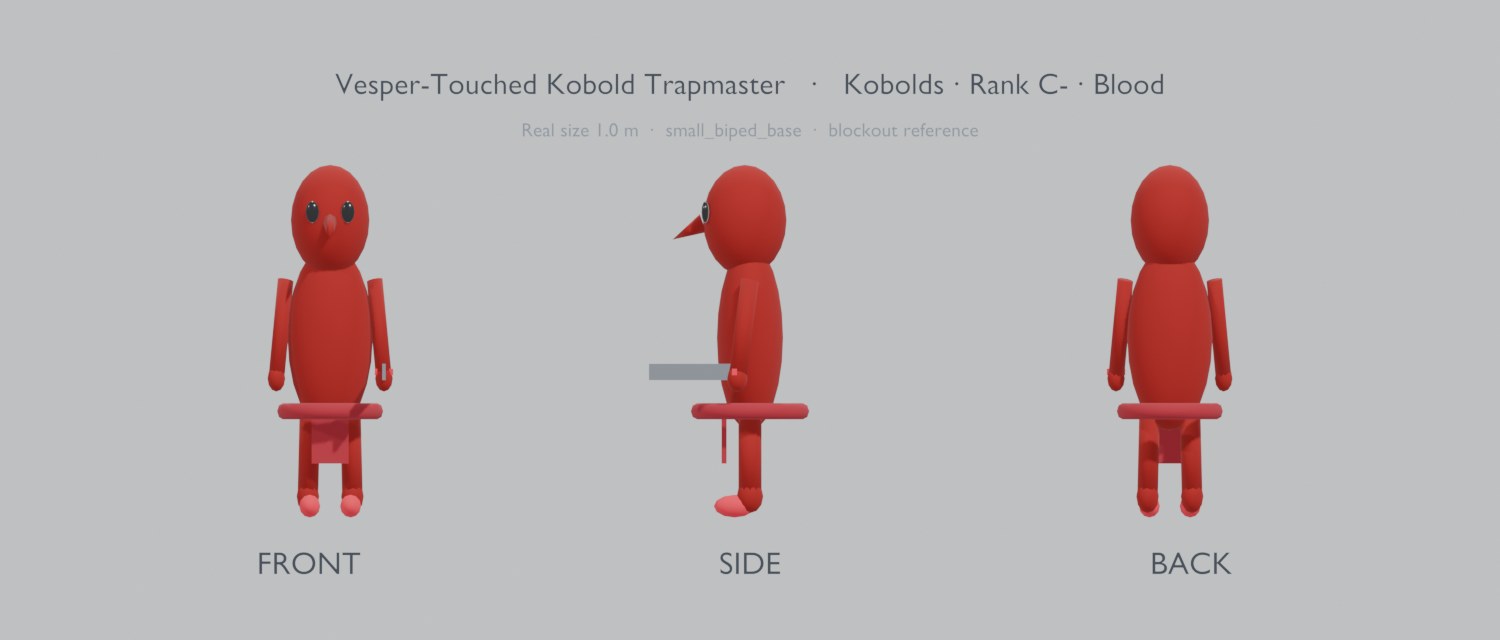 Vesper-Touched Kobold Trapmaster · Kobolds · Rank C- · Blood
Real size 1.0 m · small_biped_base · blockout reference
FRONT SIDE BACK